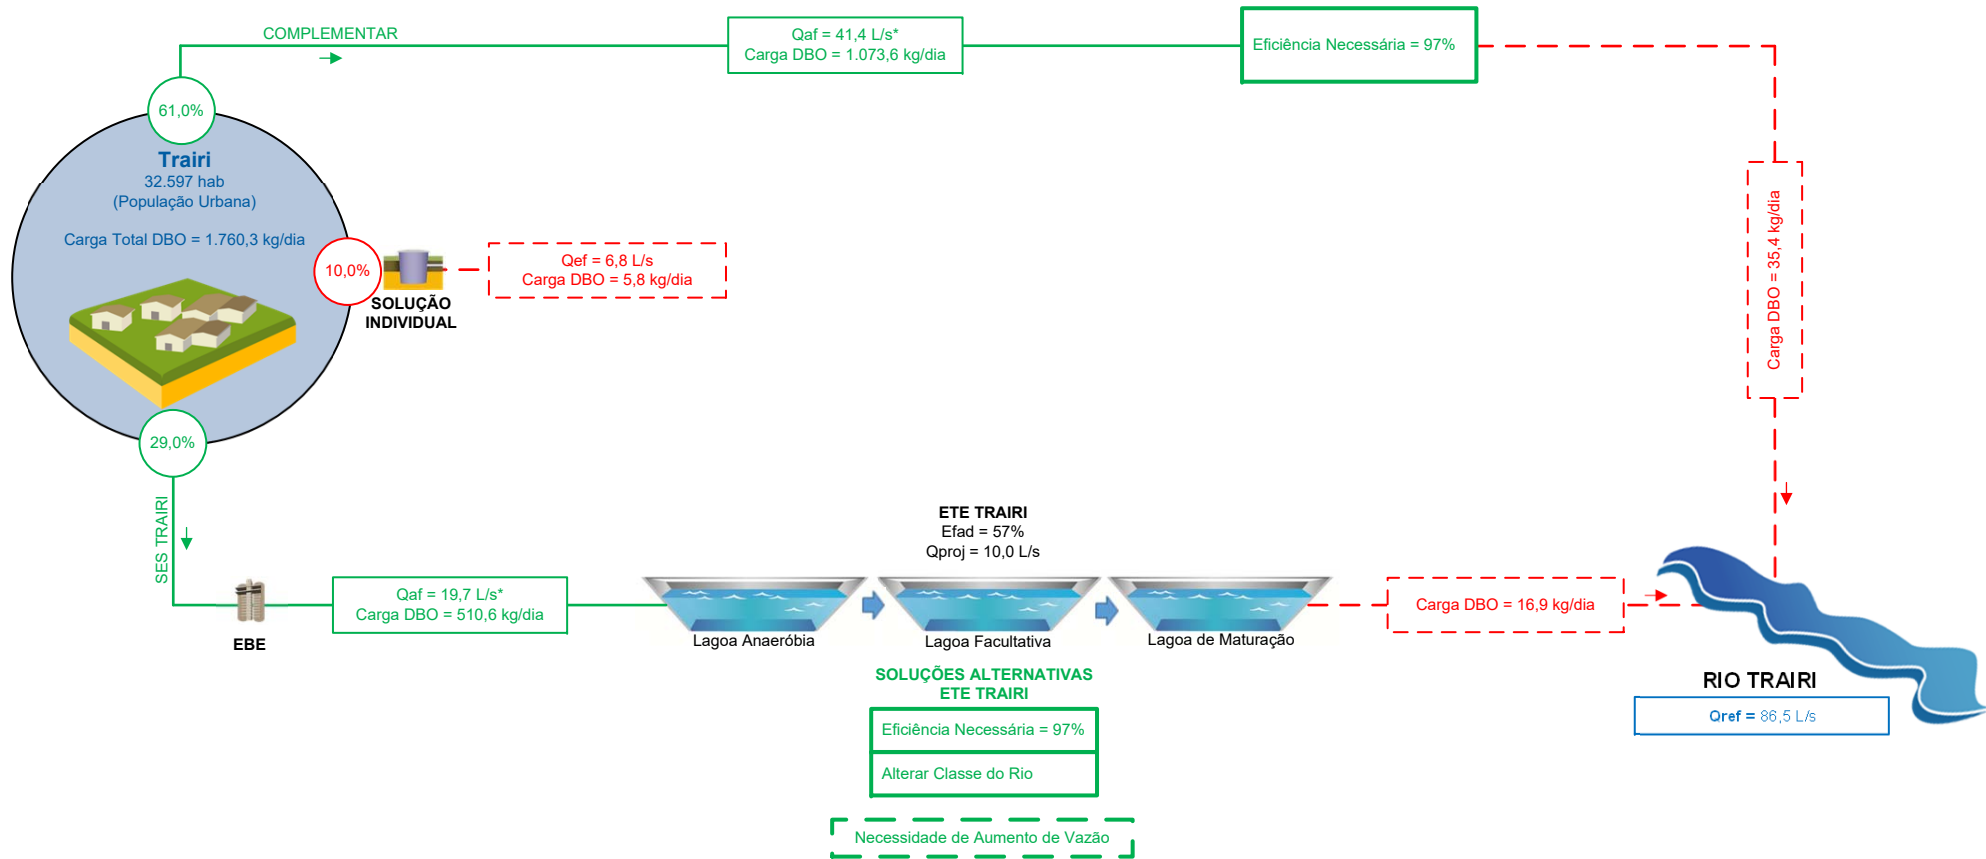 COMPLEMENTAR
Qaf = 41,4 L/s*
Carga DBO = 1.073,6 kg/dia
Eficiência Necessária = 97%
61,0%
Trairi
32.597 hab
(População Urbana)
Carga Total DBO = 1.760,3 kg/dia
10,0%
SOLUÇÃO
INDIVIDUAL
Qef = 6,8 L/s
Carga DBO = 5,8 kg/dia
Carga DBO = 35,4 kg/dia
29,0%
SES TRAIRI
EBE
Qaf = 19,7 L/s*
Carga DBO = 510,6 kg/dia
ETE TRAIRI
Efad = 57%
Qproj = 10,0 L/s
Lagoa Anaeróbia
Lagoa Facultativa
Lagoa de Maturação
Carga DBO = 16,9 kg/dia
RIO TRAIRI
Qref = 86,5 L/s
SOLUÇÕES ALTERNATIVAS
ETE TRAIRI
Eficiência Necessária = 97%
Alterar Classe do Rio
Necessidade de Aumento de Vazão